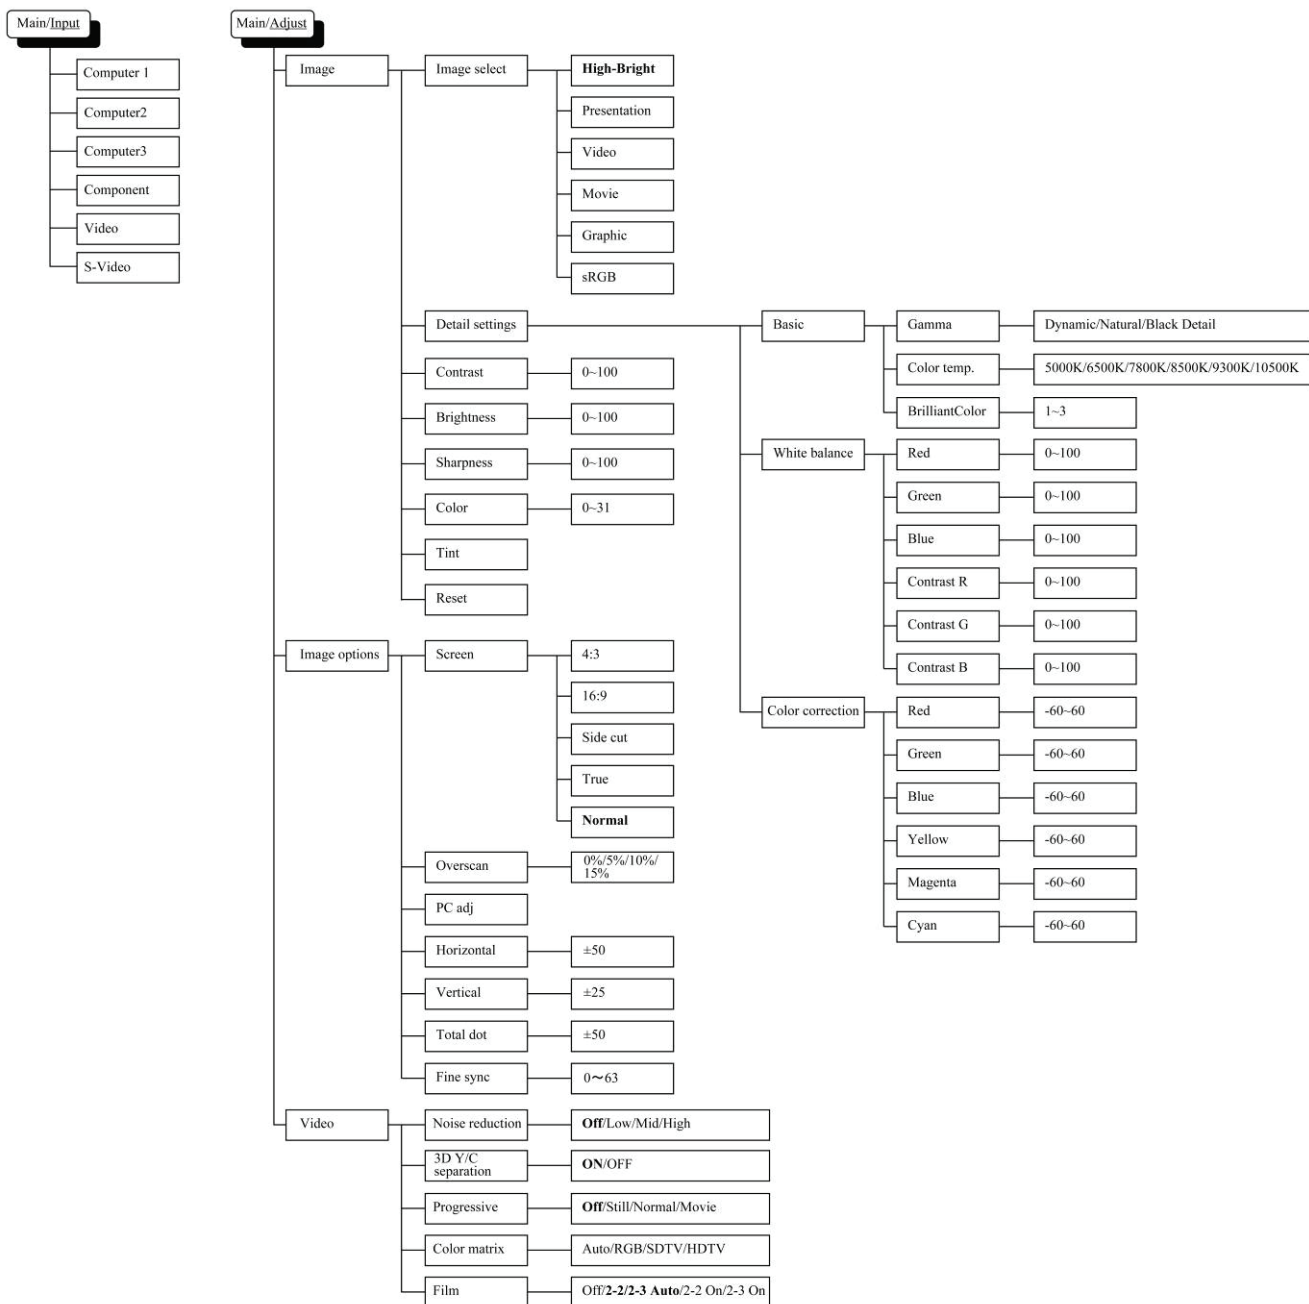 Main/Input
Computer 1
Computer2
Computer3
Component
Video
S-Video
Main/Adjust
Image
Image select
High-Bright
Presentation
Video
Movie
Graphic
sRGB
Detail settings
Basic
Gamma
Dynamic/Natural/Black Detail
Color temp.
5000K/6500K/7800K/8500K/9300K/10500K
BrilliantColor
1~3
White balance
Red
0~100
Green
0~100
Blue
0~100
Contrast R
0~100
Contrast G
0~100
Contrast B
0~100
Color correction
Red
-60~60
Green
-60~60
Blue
-60~60
Yellow
-60~60
Magenta
-60~60
Cyan
-60~60
Contrast
0~100
Brightness
0~100
Sharpness
0~100
Color
0~31
Tint
Reset
Image options
Screen
4:3
16:9
Side cut
True
Normal
Overscan
0%/5%/10%/
15%
PC adj
Horizontal
±50
Vertical
±25
Total dot
±50
Fine sync
0～63
Video
Noise reduction
Off/Low/Mid/High
3D Y/C
separation
ON/OFF
Progressive
Off/Still/Normal/Movie
Color matrix
Auto/RGB/SDTV/HDTV
Film
Off/2-2/2-3 Auto/2-2 On/2-3 On